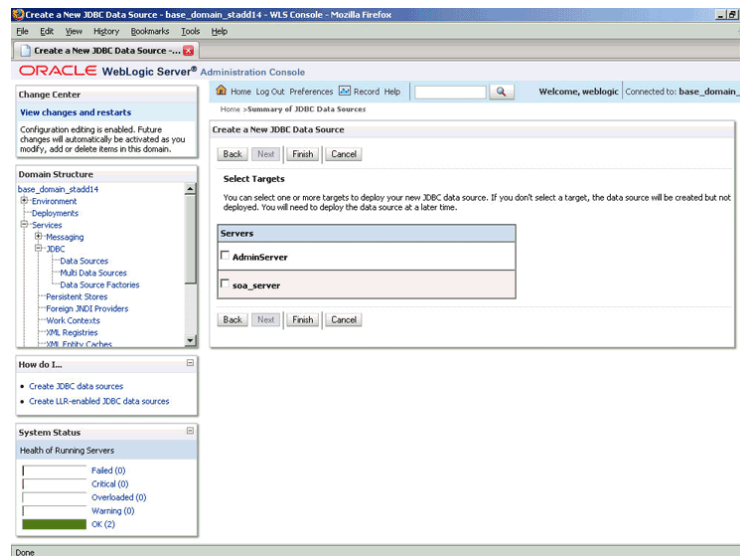 Create a New JDBC Data Source - base_domain_stadd14 - WLS Console - Mozilla Firefox
File Edit View History Bookmarks Tools Help
Create a New JDBC Data Source -...
ORACLE WebLogic Server® Administration Console
Change Center
View changes and restarts
Configuration editing is enabled. Future
changes will automatically be activated as you
modify, add or delete items in this domain.
Domain Structure
base_domain_stadd14
Environment
Deployments
Services
Messaging
JDBC
Data Sources
Multi Data Sources
Data Source Factories
Persistent Stores
Foreign JNDI Providers
Work Contexts
XML Registries
XML Entity Caches
How do I...
Create JDBC data sources
Create LLR-enabled JDBC data sources
System Status
Health of Running Servers
Failed (0)
Critical (0)
Overloaded (0)
Warning (0)
OK (2)
Home Log Out Preferences Record Help
Welcome, weblogic Connected to: base_domain_
Home >Summary of JDBC Data Sources
Create a New JDBC Data Source
Back Next Finish Cancel
Select Targets
You can select one or more targets to deploy your new JDBC data source. If you don't select a target, the data source will be created but not
deployed. You will need to deploy the data source at a later time.
Servers
AdminServer
soa_server
Back Next Finish Cancel
Done